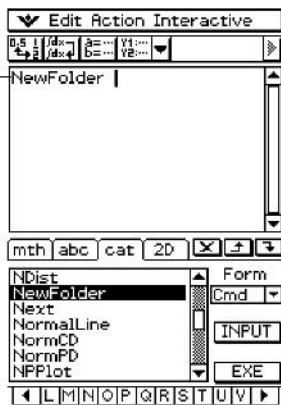 Edit Action Interactive
NewFolder
mth abc cat 2D
NDist
NewFolder
Next
NormalLine
NormCD
NormPD
NPPlot
Form
Cmd
INPUT
EXE
L M N O P Q R S T U V